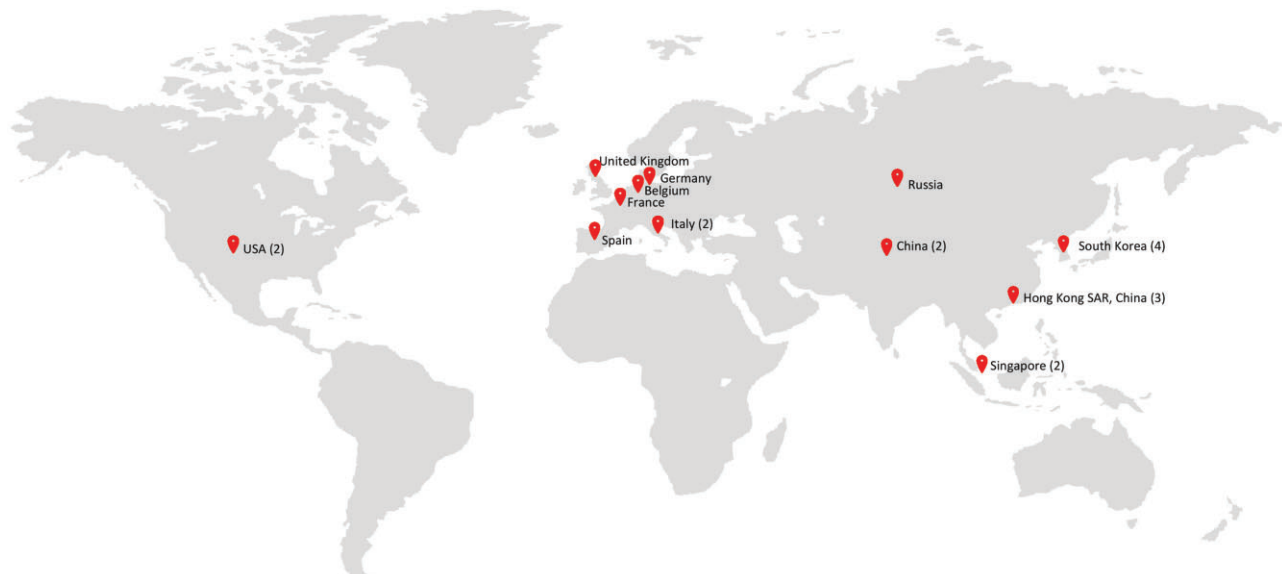 United Kingdom
Germany
Belgium
France
Russia
Italy (2)
Spain
USA (2)
China (2)
South Korea (4)
Hong Kong SAR, China (3)
Singapore (2)